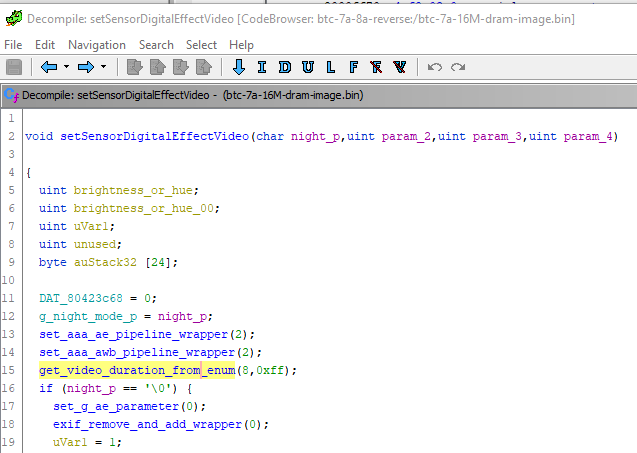 Decompile: setSensorDigitalEffectVideo [CodeBrowser: btc-7a-8a-reverse:/btc-7a-16M-dram-image.bin]
File Edit Navigation Search Select Help
I D U L F R V
Decompile: setSensorDigitalEffectVideo - (btc-7a-16M-dram-image.bin)
1
2 void setSensorDigitalEffectVideo(char night_p,uint param_2,uint param_3,uint param_4)
3
4 {
5 uint brightness_or_hue;
6 uint brightness_or_hue_00;
7 uint uVar1;
8 uint unused;
9 byte auStack32 [24];
10
11 DAT_80423c68 = 0;
12 g_night_mode_p = night_p;
13 set_aaa_ae_pipeline_wrapper(2);
14 set_aaa_awb_pipeline_wrapper(2);
15 get_video_duration_from_enum(8,0xff);
16 if (night_p == '\0') {
17 set_g_ae_parameter(0);
18 exif_remove_and_add_wrapper(0);
19 uVar1 = 1;